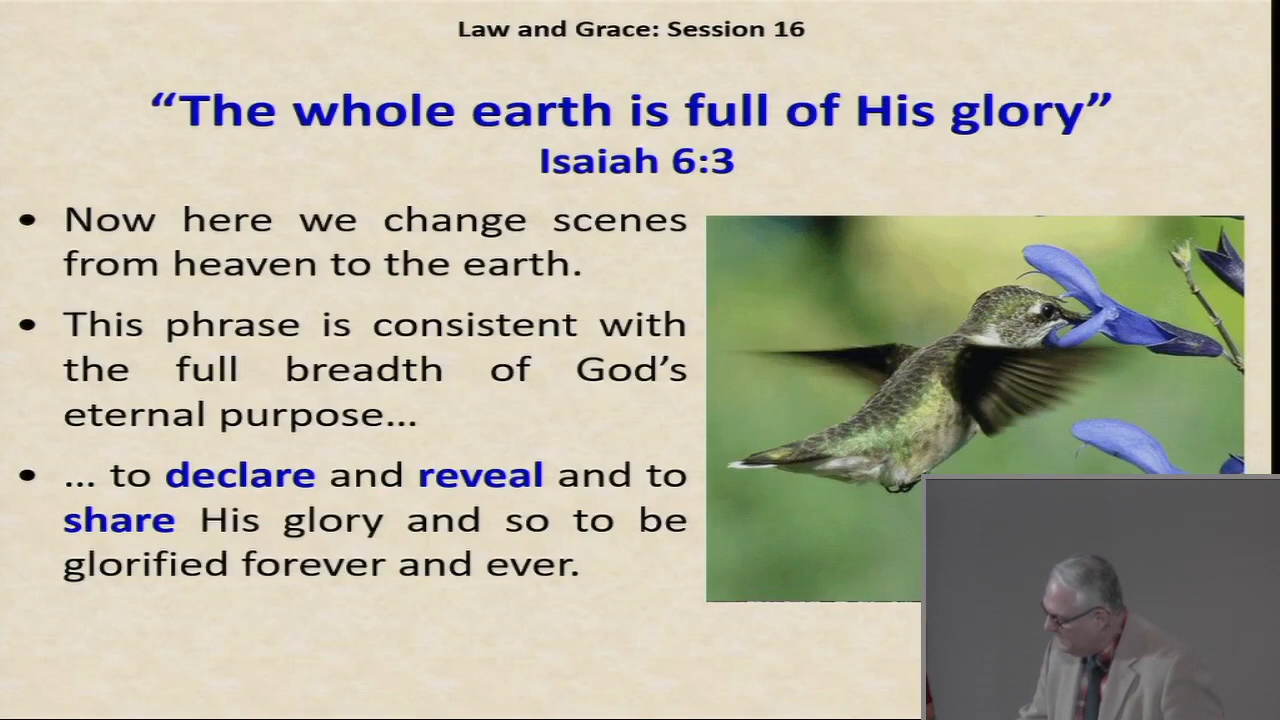 Law and Grace: Session 16
“The whole earth is full of His glory”
Isaiah 6:3
• Now here we change scenes
from heaven to the earth.
• This phrase is consistent with
the full breadth of God’s
eternal purpose...
• ... to declare and reveal and to
share His glory and so to be
glorified forever and ever.